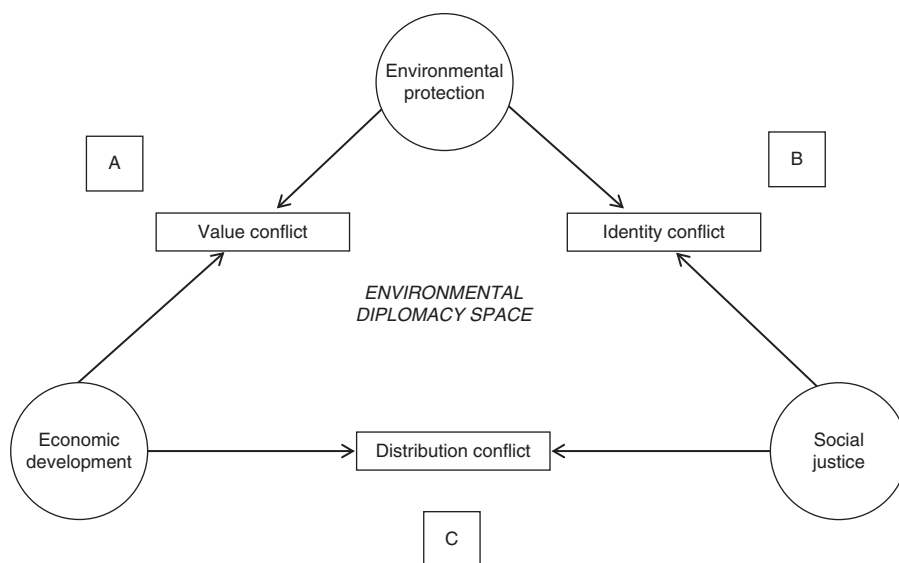 Environmental
protection
A
B
Value conflict
Identity conflict
ENVIRONMENTAL
DIPLOMACY SPACE
Economic
development
Distribution conflict
Social
justice
C